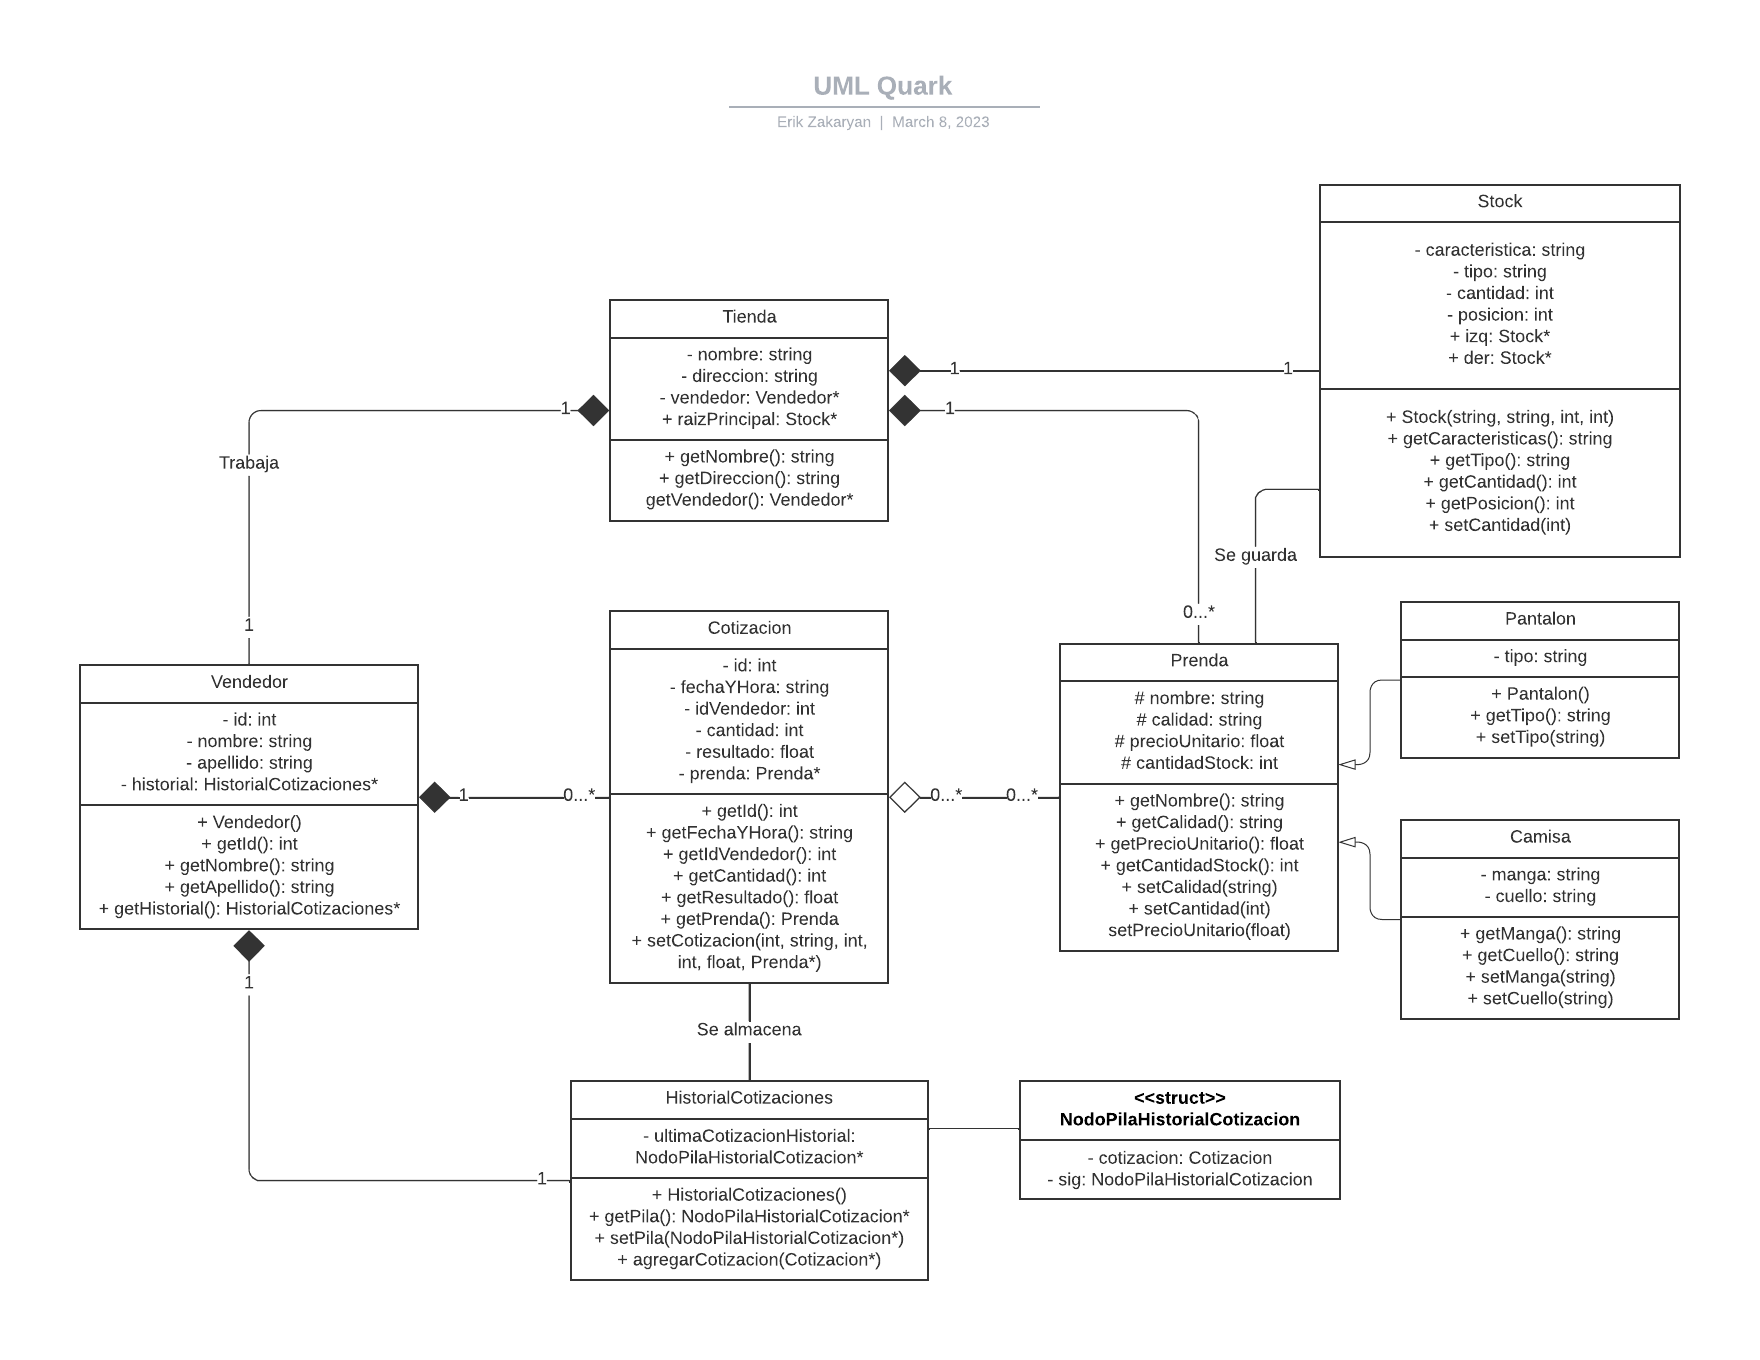 UML Quark
Erik Zakaryan | March 8, 2023
Stock
- caracteristica: string
- tipo: string
- cantidad: int
- posicion: int
+ izq: Stock*
+ der: Stock*
+ Stock(string, string, int, int)
+ getCaracteristicas(): string
+ getTipo(): string
+ getCantidad(): int
+ getPosicion(): int
+ setCantidad(int)
Tienda
- nombre: string
- direccion: string
- vendedor: Vendedor*
+ raizPrincipal: Stock*
+ getNombre(): string
+ getDireccion(): string
getVendedor(): Vendedor*
1
1
1
1
Trabaja
1
0...*
Se guarda
Vendedor
- id: int
- nombre: string
- apellido: string
- historial: HistorialCotizaciones*
+ Vendedor()
+ getId(): int
+ getNombre(): string
+ getApellido(): string
+ getHistorial(): HistorialCotizaciones*
1
0...*
Cotizacion
- id: int
- fechaYHora: string
- idVendedor: int
- cantidad: int
- resultado: float
- prenda: Prenda*
+ getId(): int
+ getFechaYHora(): string
+ getIdVendedor(): int
+ getCantidad(): int
+ getResultado(): float
+ getPrenda(): Prenda
+ setCotizacion(int, string, int,
int, float, Prenda*)
0...*
0...*
Prenda
# nombre: string
# calidad: string
# precioUnitario: float
# cantidadStock: int
+ getNombre(): string
+ getCalidad(): string
+ getPrecioUnitario(): float
+ getCantidadStock(): int
+ setCalidad(string)
+ setCantidad(int)
setPrecioUnitario(float)
Pantalon
- tipo: string
+ Pantalon()
+ getTipo(): string
+ setTipo(string)
Camisa
- manga: string
- cuello: string
+ getManga(): string
+ getCuello(): string
+ setManga(string)
+ setCuello(string)
1
Se almacena
1
HistorialCotizaciones
- ultimaCotizacionHistorial:
NodoPilaHistorialCotizacion*
+ HistorialCotizaciones()
+ getPila(): NodoPilaHistorialCotizacion*
+ setPila(NodoPilaHistorialCotizacion*)
+ agregarCotizacion(Cotizacion*)
<<struct>>
NodoPilaHistorialCotizacion
- cotizacion: Cotizacion
- sig: NodoPilaHistorialCotizacion